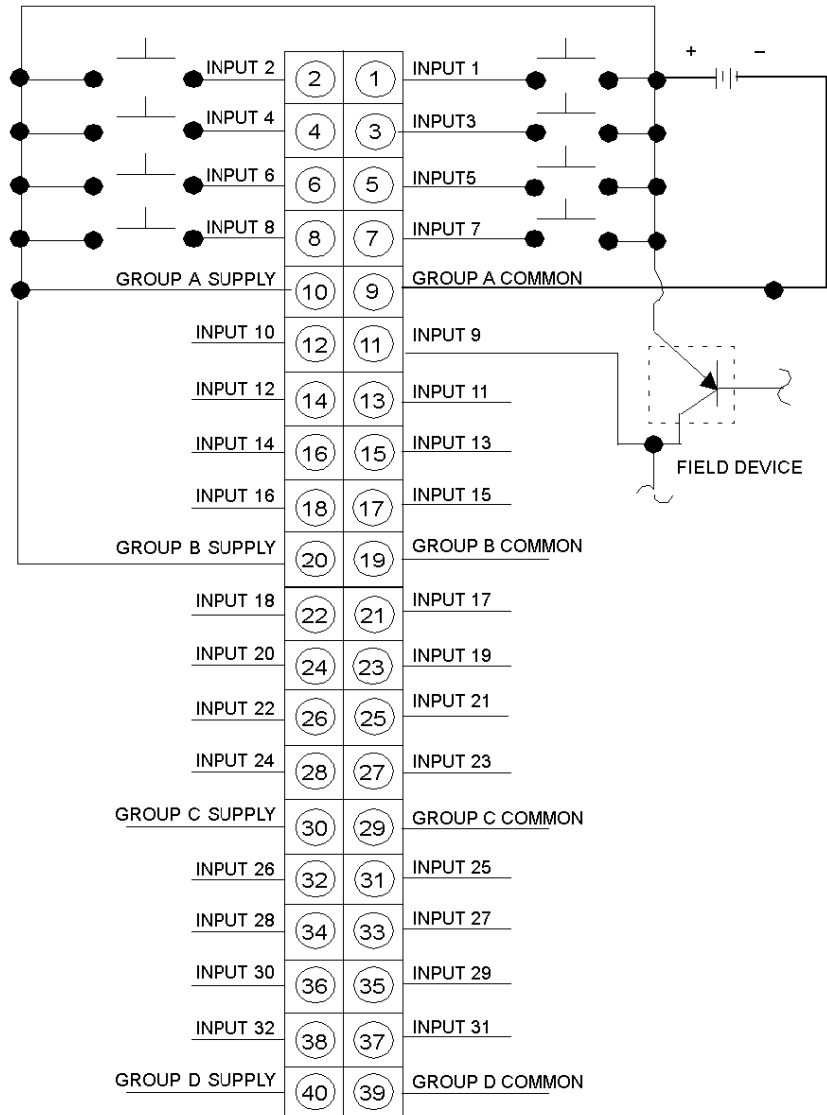 + –
INPUT 2 2 1 INPUT 1
INPUT 4 4 3 INPUT3
INPUT 6 6 5 INPUT5
INPUT 8 8 7 INPUT 7
GROUP A SUPPLY 10 9 GROUP A COMMON
INPUT 10 12 11 INPUT 9
INPUT 12 14 13 INPUT 11
INPUT 14 16 15 INPUT 13
FIELD DEVICE
INPUT 16 18 17 INPUT 15
GROUP B SUPPLY 20 19 GROUP B COMMON
INPUT 18 22 21 INPUT 17
INPUT 20 24 23 INPUT 19
INPUT 22 26 25 INPUT 21
INPUT 24 28 27 INPUT 23
GROUP C SUPPLY 30 29 GROUP C COMMON
INPUT 26 32 31 INPUT 25
INPUT 28 34 33 INPUT 27
INPUT 30 36 35 INPUT 29
INPUT 32 38 37 INPUT 31
GROUP D SUPPLY 40 39 GROUP D COMMON